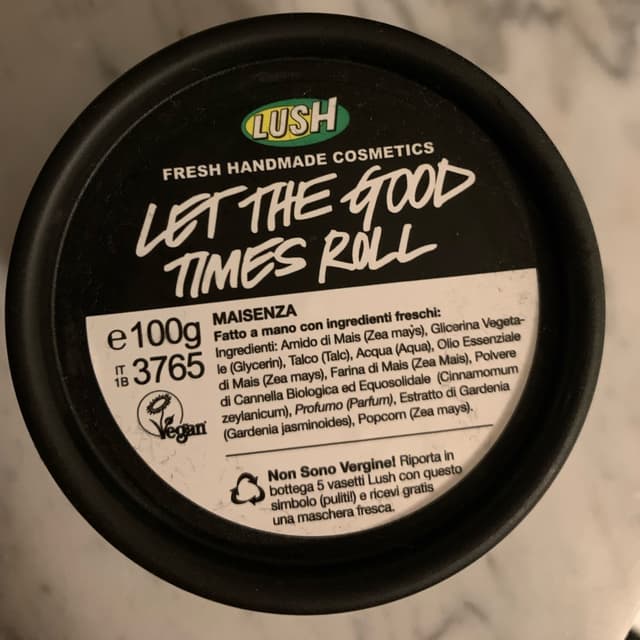 LUSH
FRESH HANDMADE COSMETICS
LET THE GOOD
TIMES ROLL
e 100g
IT
1B 3765
Vegan
MAISENZA
Fatto a mano con ingredienti freschi:
Ingredienti: Amido di Mais (Zea mays), Glicerina Vegeta-
le (Glycerin), Talco (Talc), Acqua (Aqua), Olio Essenziale
di Mais (Zea mays), Farina di Mais (Zea Mais), Polvere
di Cannella Biologica ed Equosolidale (Cinnamomum
zeylanicum), Profumo (Parfum), Estratto di Gardenia
(Gardenia jasminoides), Popcorn (Zea mays).
Non Sono Vergine! Riporta in
bottega 5 vasetti Lush con questo
simbolo (puliti!) e ricevi gratis
una maschera fresca.